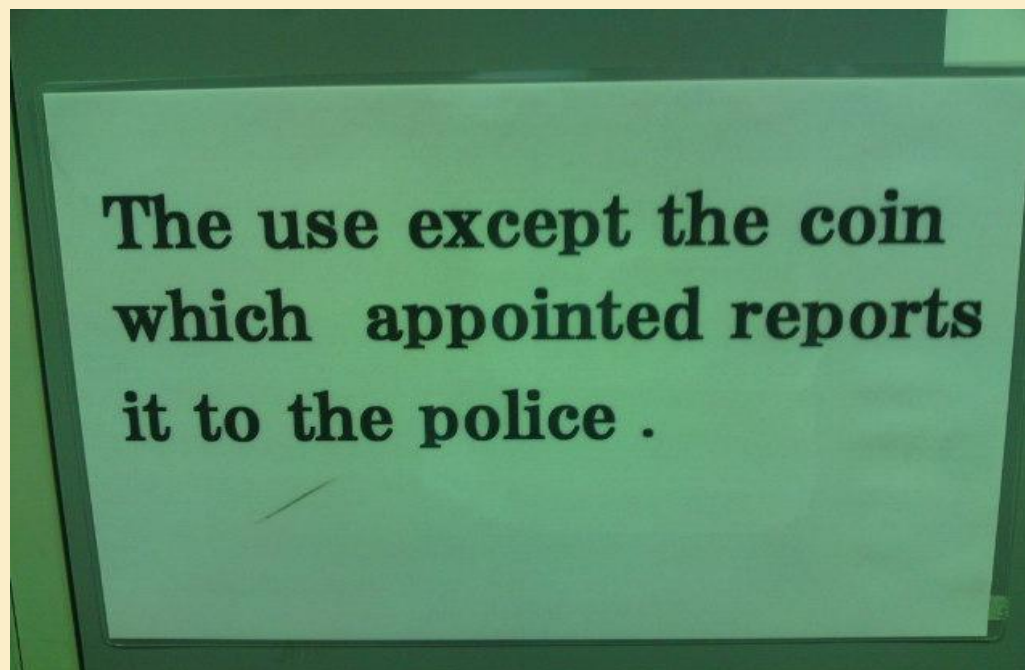 The use except the coin
which appointed reports
it to the police .